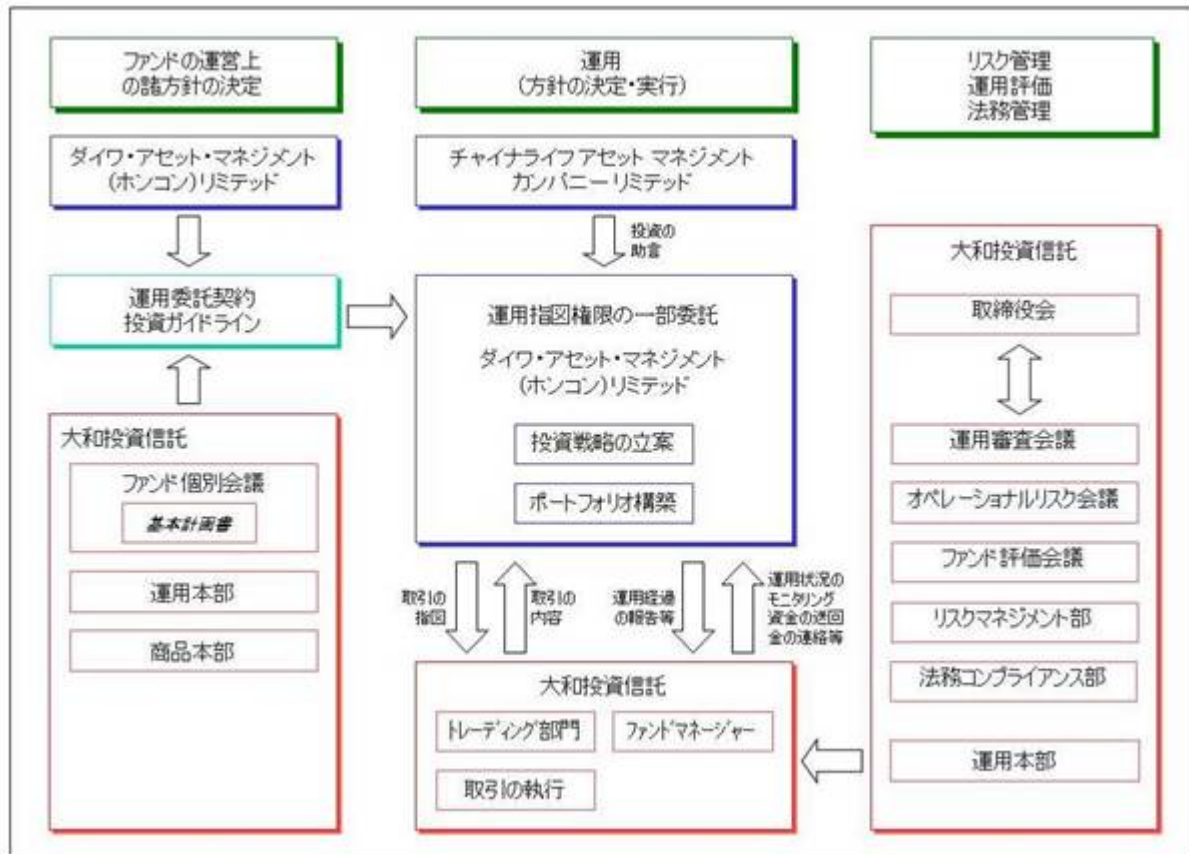 ファンドの運営上
の諸方針の決定
運用
(方針の決定・実行)
リスク管理
運用評価
法務管理
ダイワ・アセット・マネジメント
(ホンコン)リミテッド
チャイナライフ アセット マネジメント
カンパニー リミテッド
投資の
助言
運用委託契約
投資ガイドライン
運用指図権限の一部委託
ダイワ・アセット・マネジメント
(ホンコン)リミテッド
投資戦略の立案
ポートフォリオ構築
大和投資信託
ファンド個別会議
基本計画書
運用本部
商品本部
取引の
指図
取引の
内容
運用経過
の報告等
運用状況の
モニタリング
資金の送回
金の連絡等
大和投資信託
トレーディング部門
ファンドマネージャー
取引の執行
大和投資信託
取締役会
運用審査会議
オペレーショナルリスク会議
ファンド評価会議
リスクマネジメント部
法務コンプライアンス部
運用本部